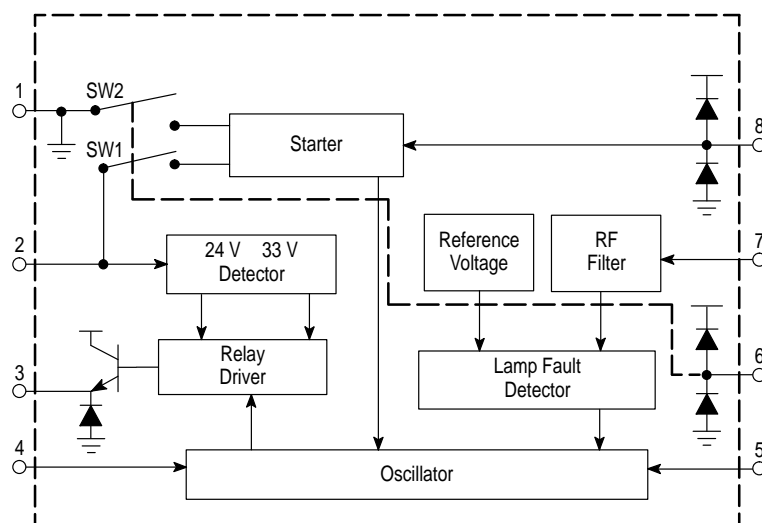 1
SW2
SW1
Starter
8
2
24 V 33 V
Detector
Reference
Voltage
RF
Filter
7
3
Relay
Driver
Lamp Fault
Detector
6
4
Oscillator
5